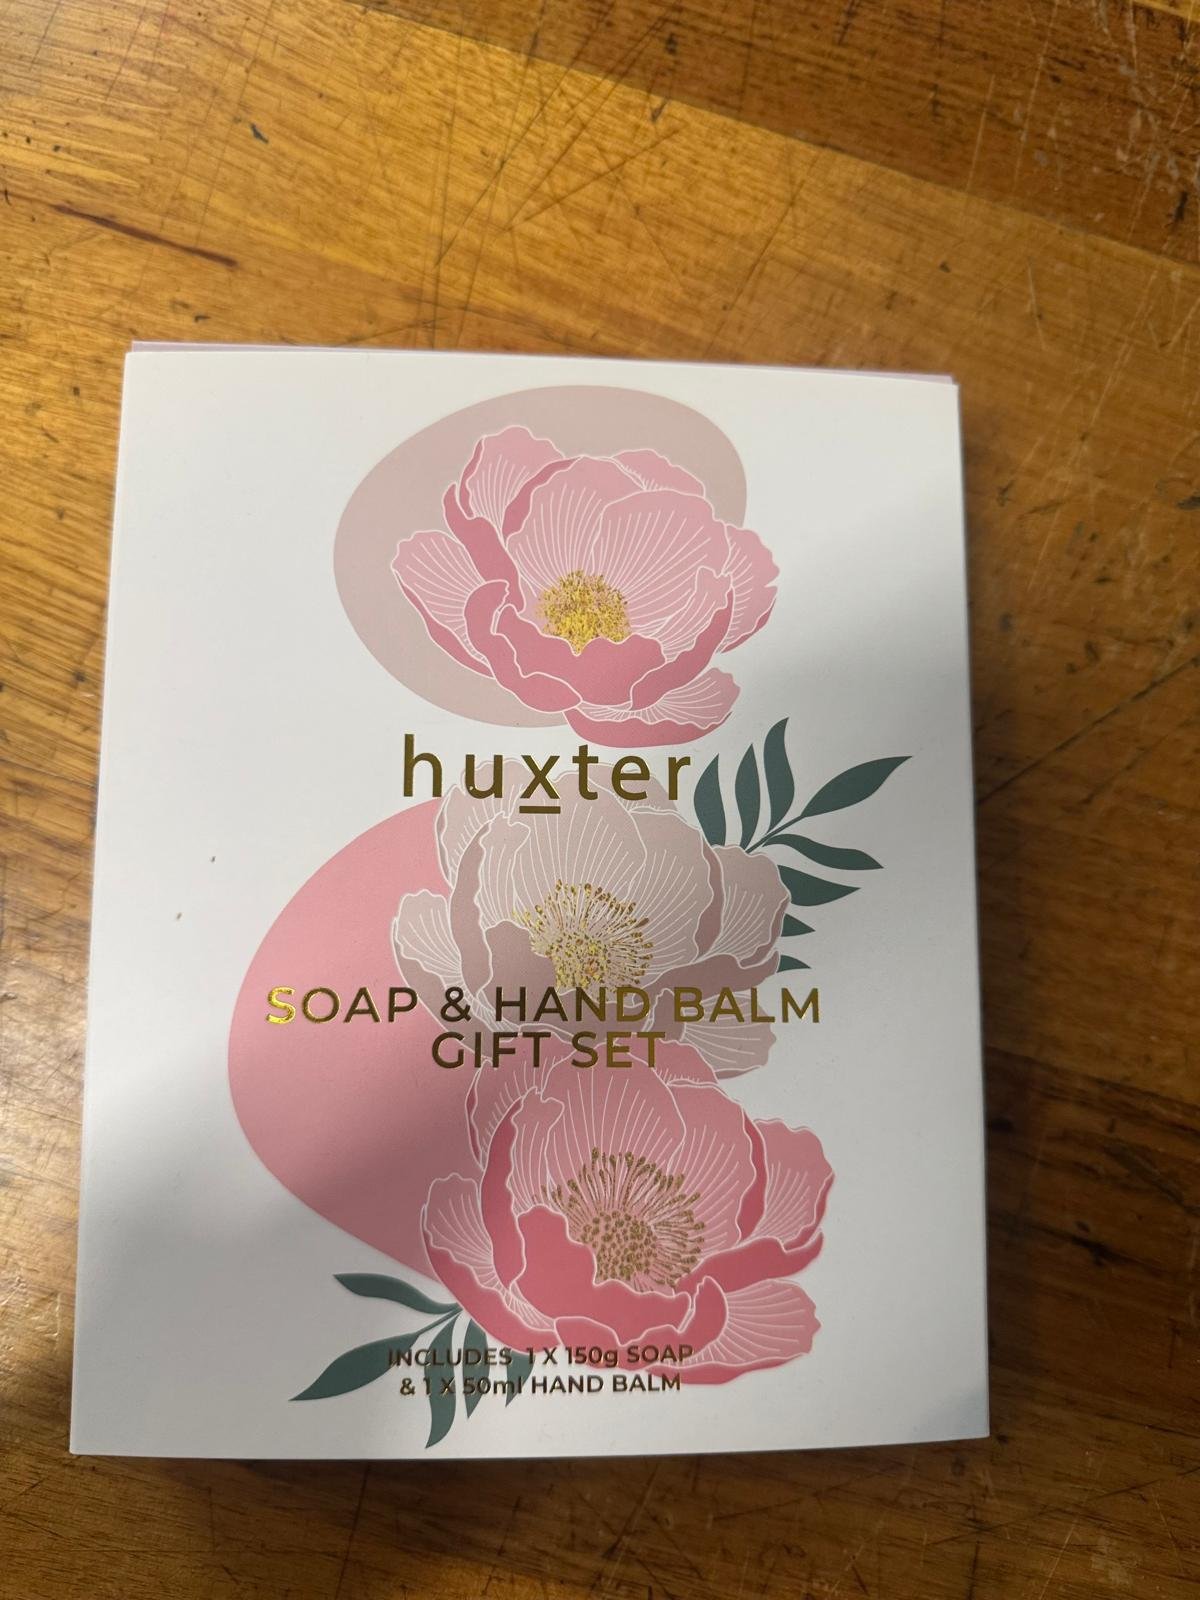 huxter
SOAP & HAND BALM
GIFT SET
INCLUDES 1 X 150g SOAP
& 1 X 50ml HAND BALM